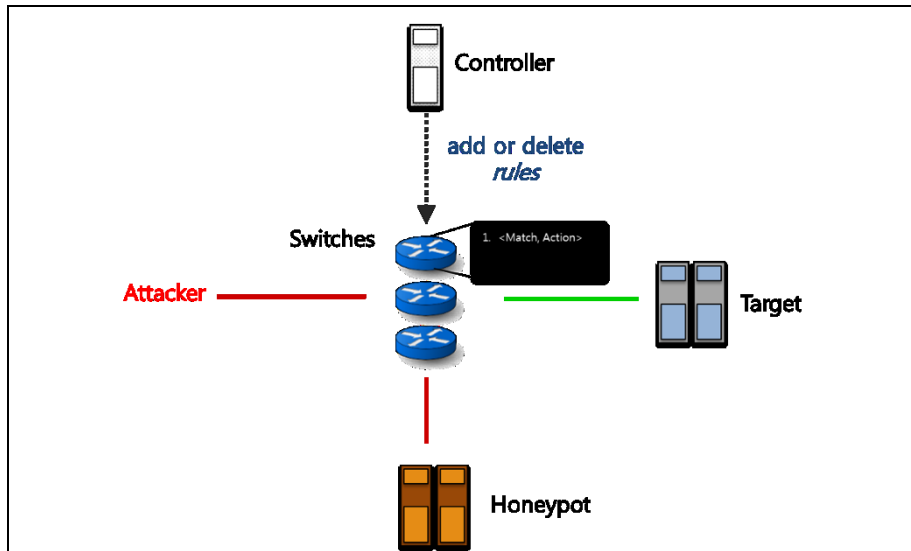 Controller
add or delete
rules
Switches
1. <Match, Action>
Attacker
Target
Honeypot